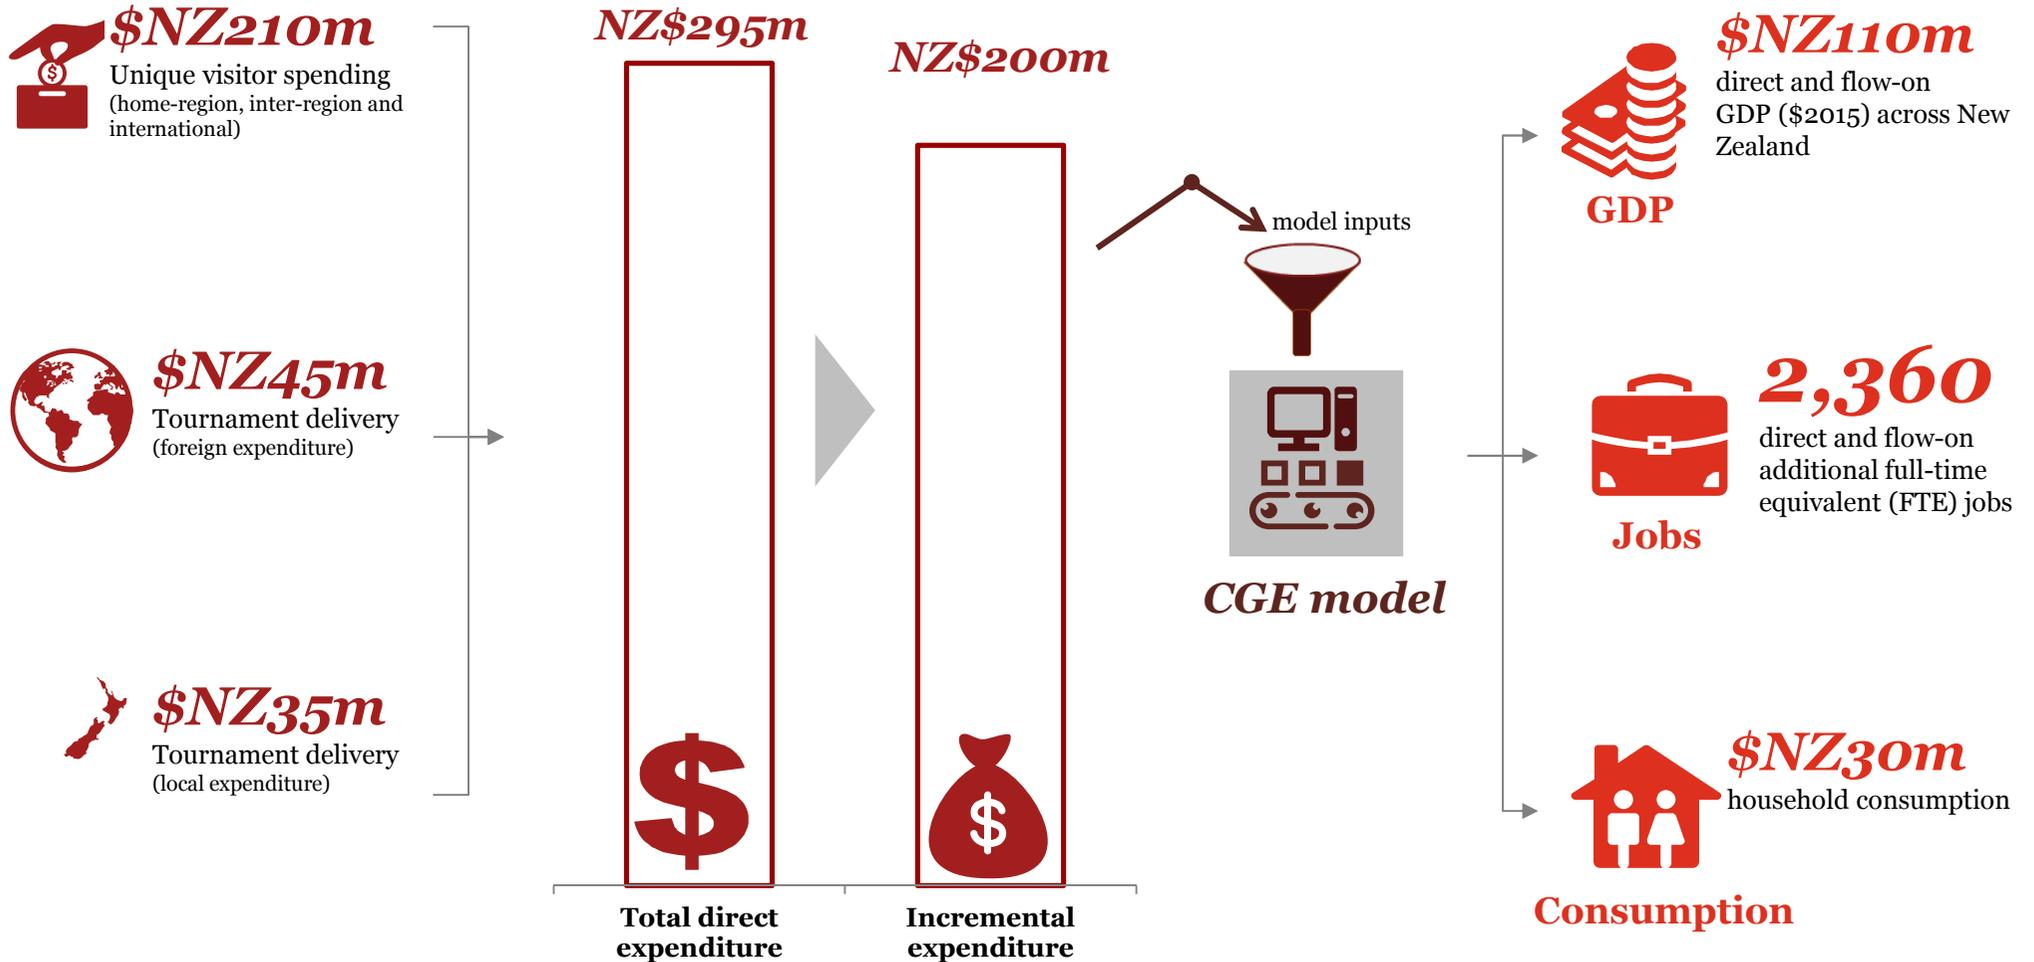 $NZ210m
Unique visitor spending
(home-region, inter-region and
international)
$NZ45m
Tournament delivery
(foreign expenditure)
$NZ35m
Tournament delivery
(local expenditure)
NZ$295m
$
Total direct
expenditure
NZ$200m
$
Incremental
expenditure
model inputs
CGE model
$NZ110m
direct and flow-on
GDP ($2015) across New
Zealand
GDP
2,360
direct and flow-on
additional full-time
equivalent (FTE) jobs
Jobs
$NZ30m
household consumption
Consumption